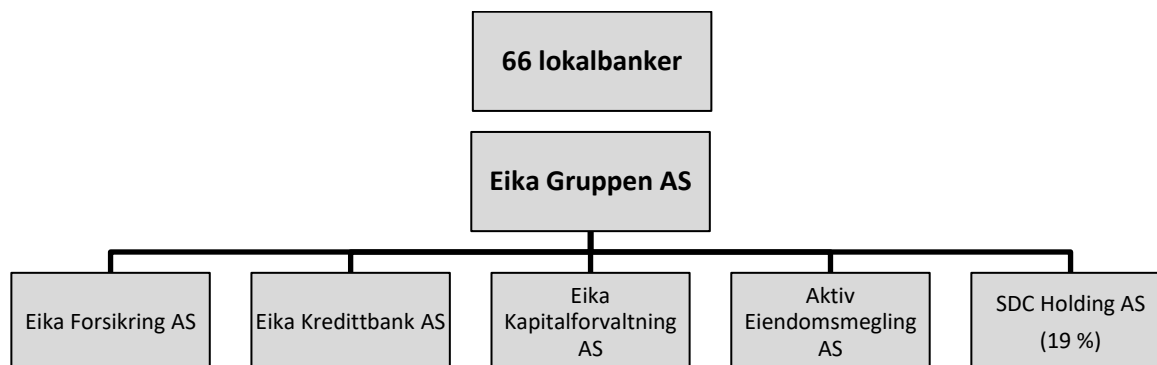 66 lokalbanker
Eika Gruppen AS
Eika Forsikring AS
Eika Kredittbank AS
Eika
Kapitalforvaltning
AS
Aktiv
Eiendomsmegling
AS
SDC Holding AS
(19 %)